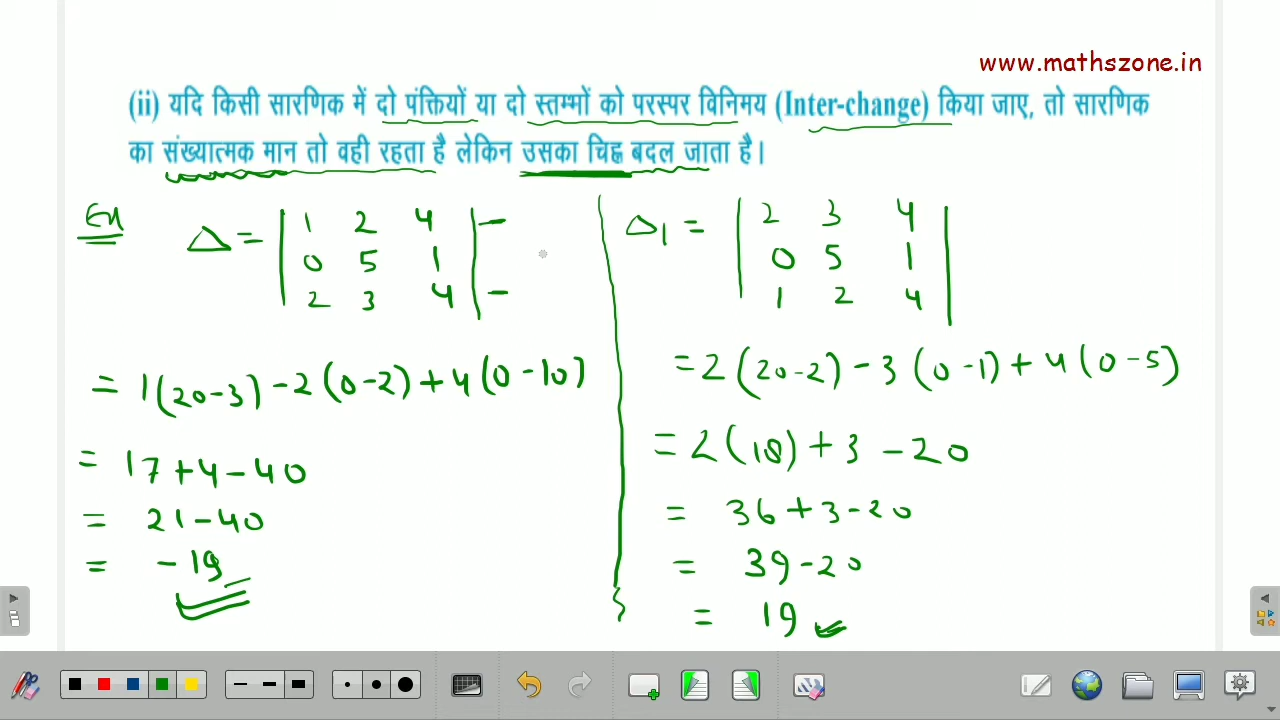 www.mathszone.in
(ii) यदि किसी सारणिक में दो पंक्तियों या दो स्तम्भों को परस्पर विनिमय (Inter-change) किया जाए, तो सारणिक
का संख्यात्मक मान तो वही रहता है लेकिन उसका चिह्न बदल जाता है।
Ex
Δ = | 1 2 4 | –
0 5 1
2 3 4 –
= 1(20-3) -2(0-2) +4(0-10)
= 17+4-40
= 21-40
= -19
Δ1 = | 2 3 4 |
0 5 1
1 2 4
= 2(20-2) -3(0-1) +4(0-5)
= 2(18) +3 -20
= 36+3-20
= 39-20
= 19